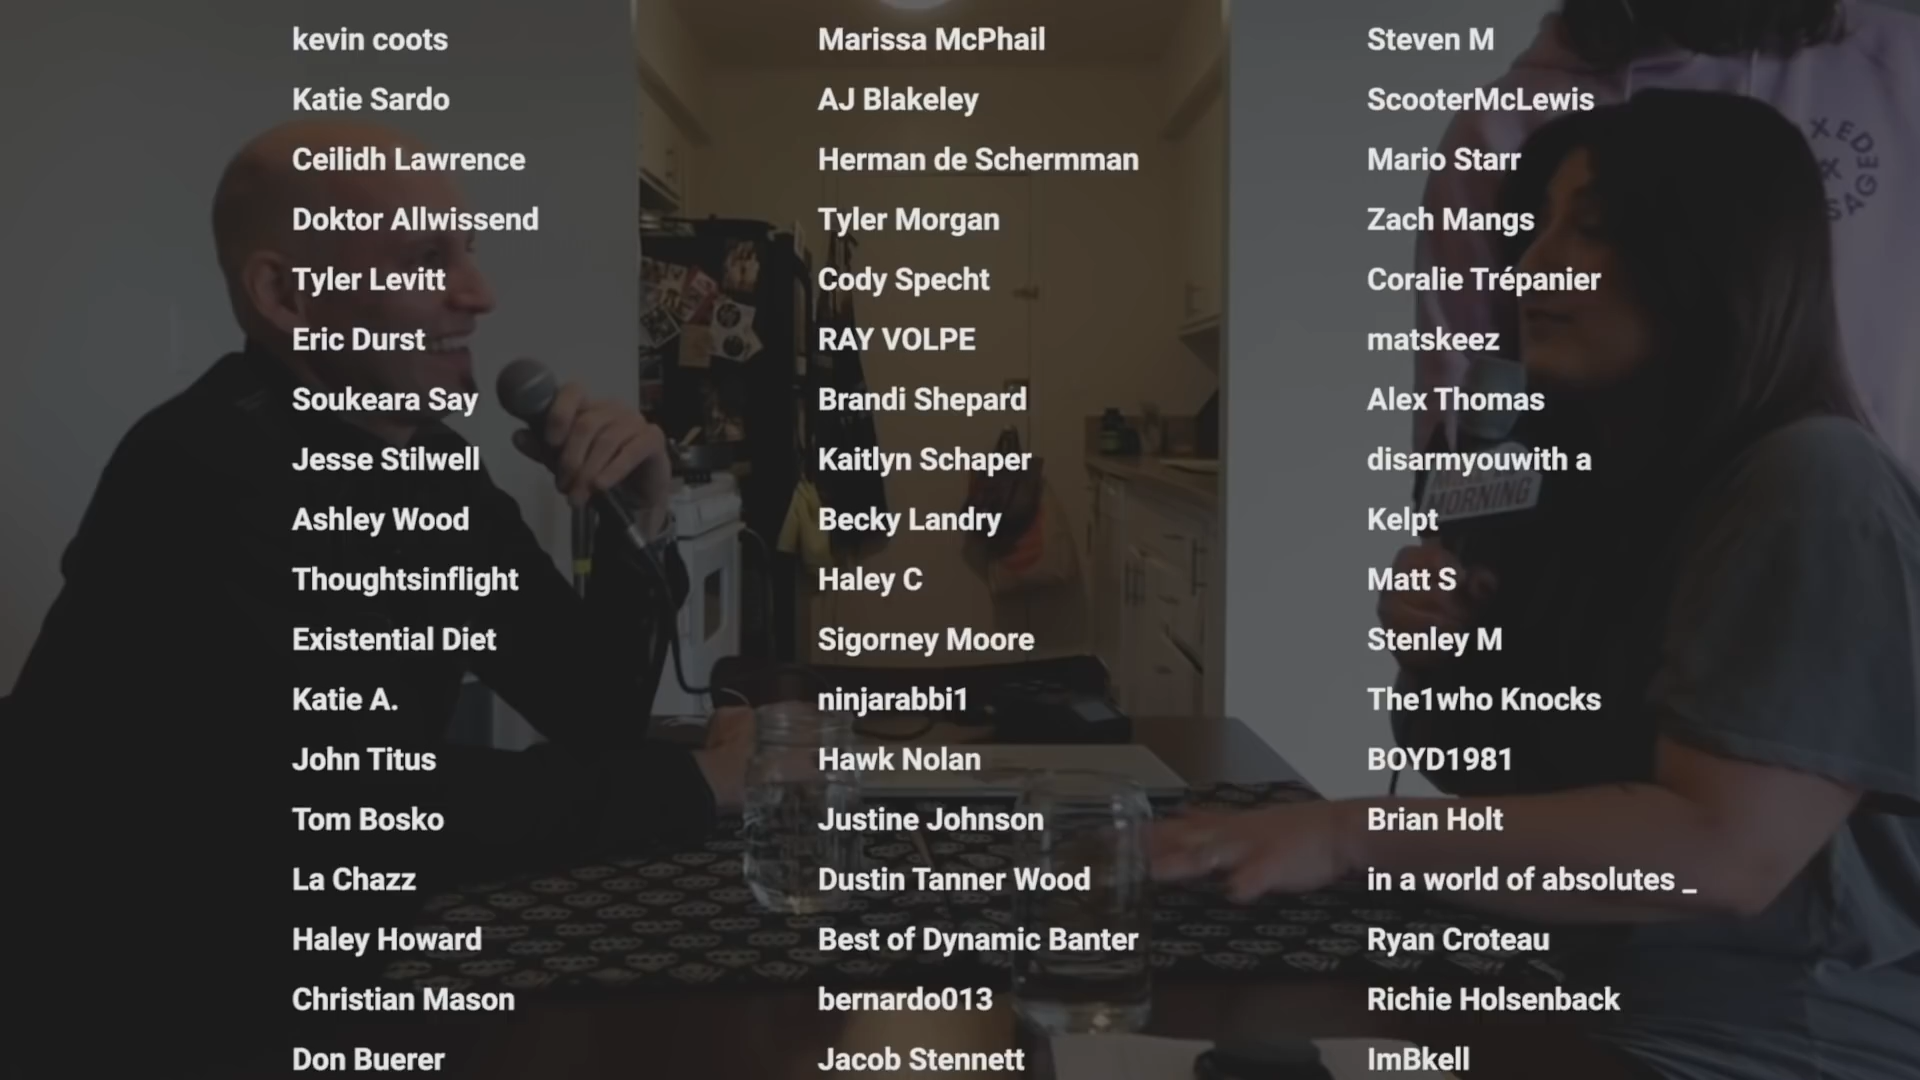 kevin coots
Katie Sardo
Ceilidh Lawrence
Doktor Allwissend
Tyler Levitt
Eric Durst
Soukeara Say
Jesse Stilwell
Ashley Wood
Thoughtsinflight
Existential Diet
Katie A.
John Titus
Tom Bosko
La Chazz
Haley Howard
Christian Mason
Don Buerer
Marissa McPhail
AJ Blakeley
Herman de Schermman
Tyler Morgan
Cody Specht
RAY VOLPE
Brandi Shepard
Kaitlyn Schaper
Becky Landry
Haley C
Sigorney Moore
ninjarabbi1
Hawk Nolan
Justine Johnson
Dustin Tanner Wood
Best of Dynamic Banter
bernardo013
Jacob Stennett
Steven M
ScooterMcLewis
Mario Starr
Zach Mangs
Coralie Trépanier
matskeez
Alex Thomas
disarmyouwith a
Kelpt
Matt S
Stenley M
The1who Knocks
BOYD1981
Brian Holt
in a world of absolutes _
Ryan Croteau
Richie Holsenback
ImBkell
MORNING